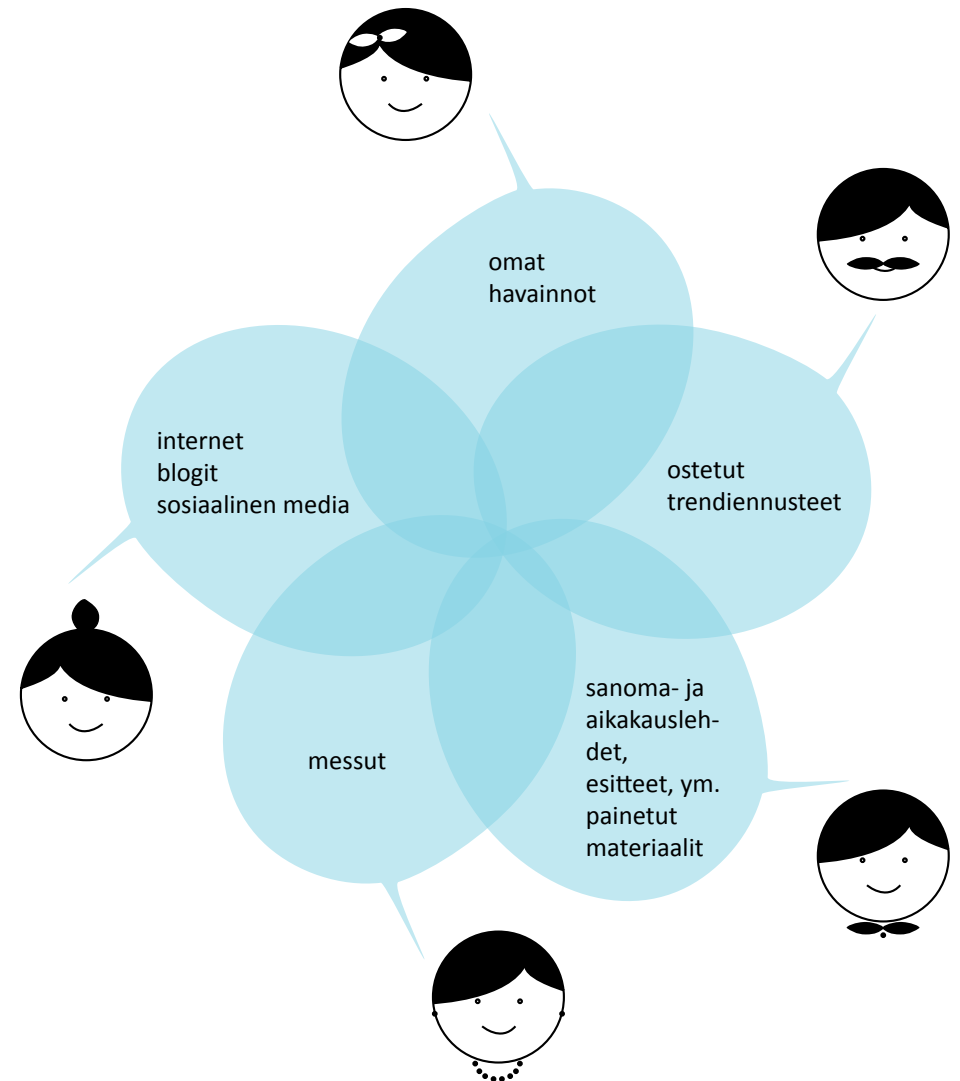 omat
havainnot
internet
blogit
sosiaalinen media
ostetut
trendiennusteet
messut
sanoma- ja
aikakausleh-
det,
esitteet, ym.
painetut
materiaalit